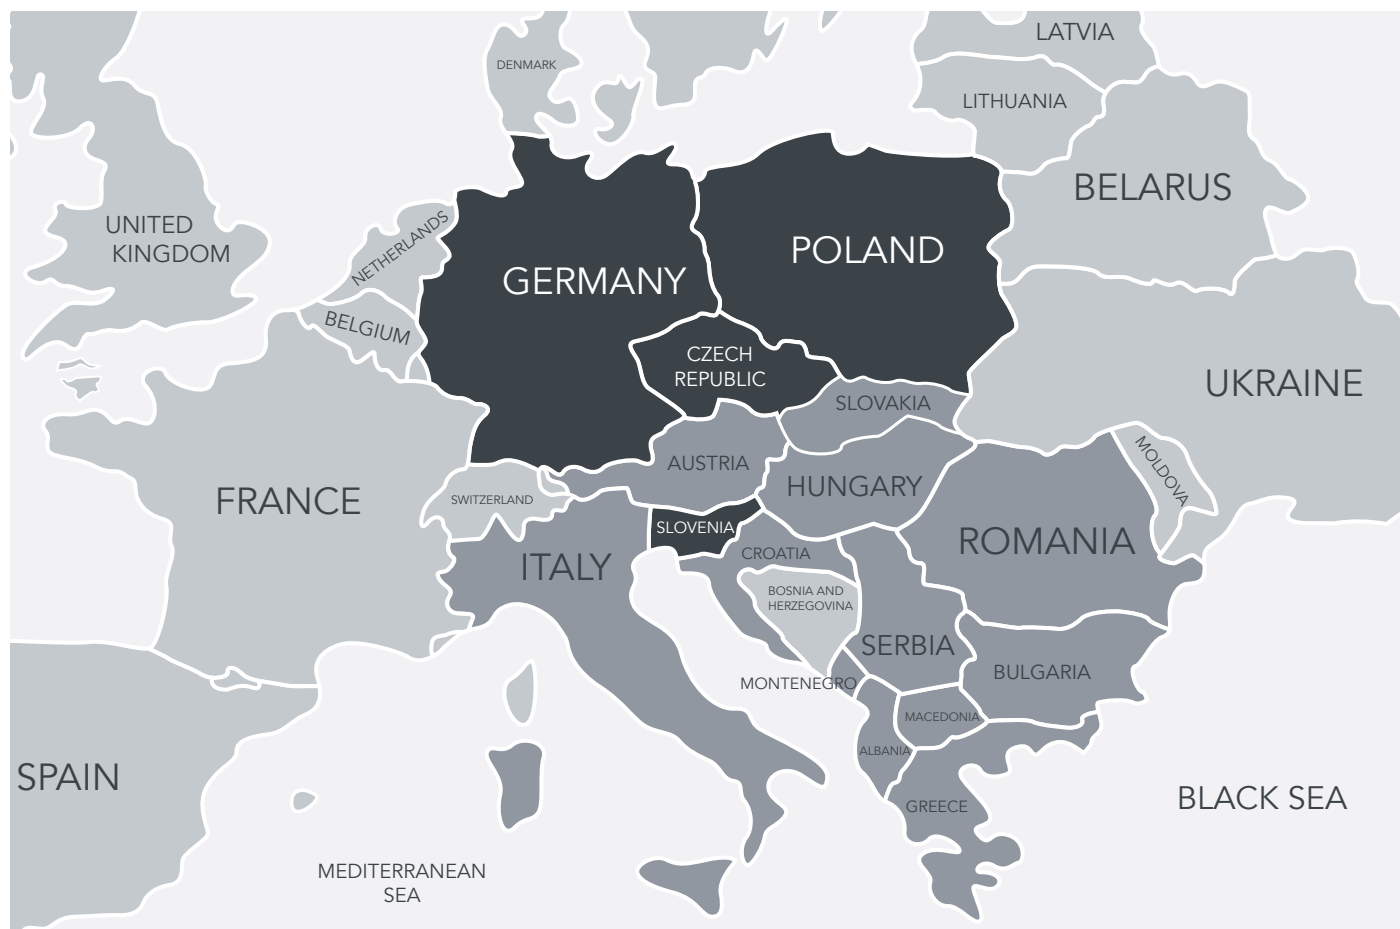 LATVIA
DENMARK
LITHUANIA
BELARUS
UNITED
KINGDOM
NETHERLANDS
POLAND
GERMANY
BELGIUM
CZECH
REPUBLIC
UKRAINE
SLOVAKIA
AUSTRIA
MOLDOVA
HUNGARY
FRANCE
SWITZERLAND
SLOVENIA
ROMANIA
CROATIA
ITALY
BOSNIA AND
HERZEGOVINA
SERBIA
BULGARIA
MONTENEGRO
MACEDONIA
ALBANIA
SPAIN
BLACK SEA
GREECE
MEDITERRANEAN
SEA